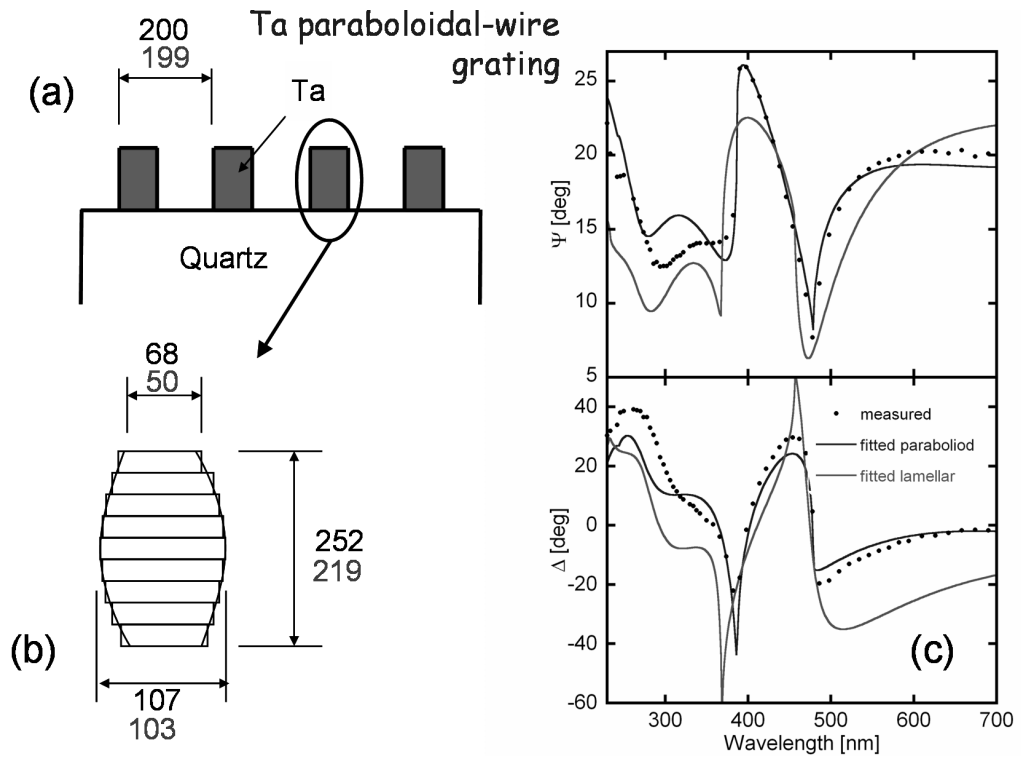 Ta paraboloidal-wire
grating
(a)
200
199
Ta
Quartz
(b)
68
50
252
219
107
103
(c)
25
20
15
10
5
Ψ [deg]
40
20
0
-20
-40
-60
Δ [deg]
measured
fitted paraboliod
fitted lamellar
300 400 500 600 700
Wavelength [nm]